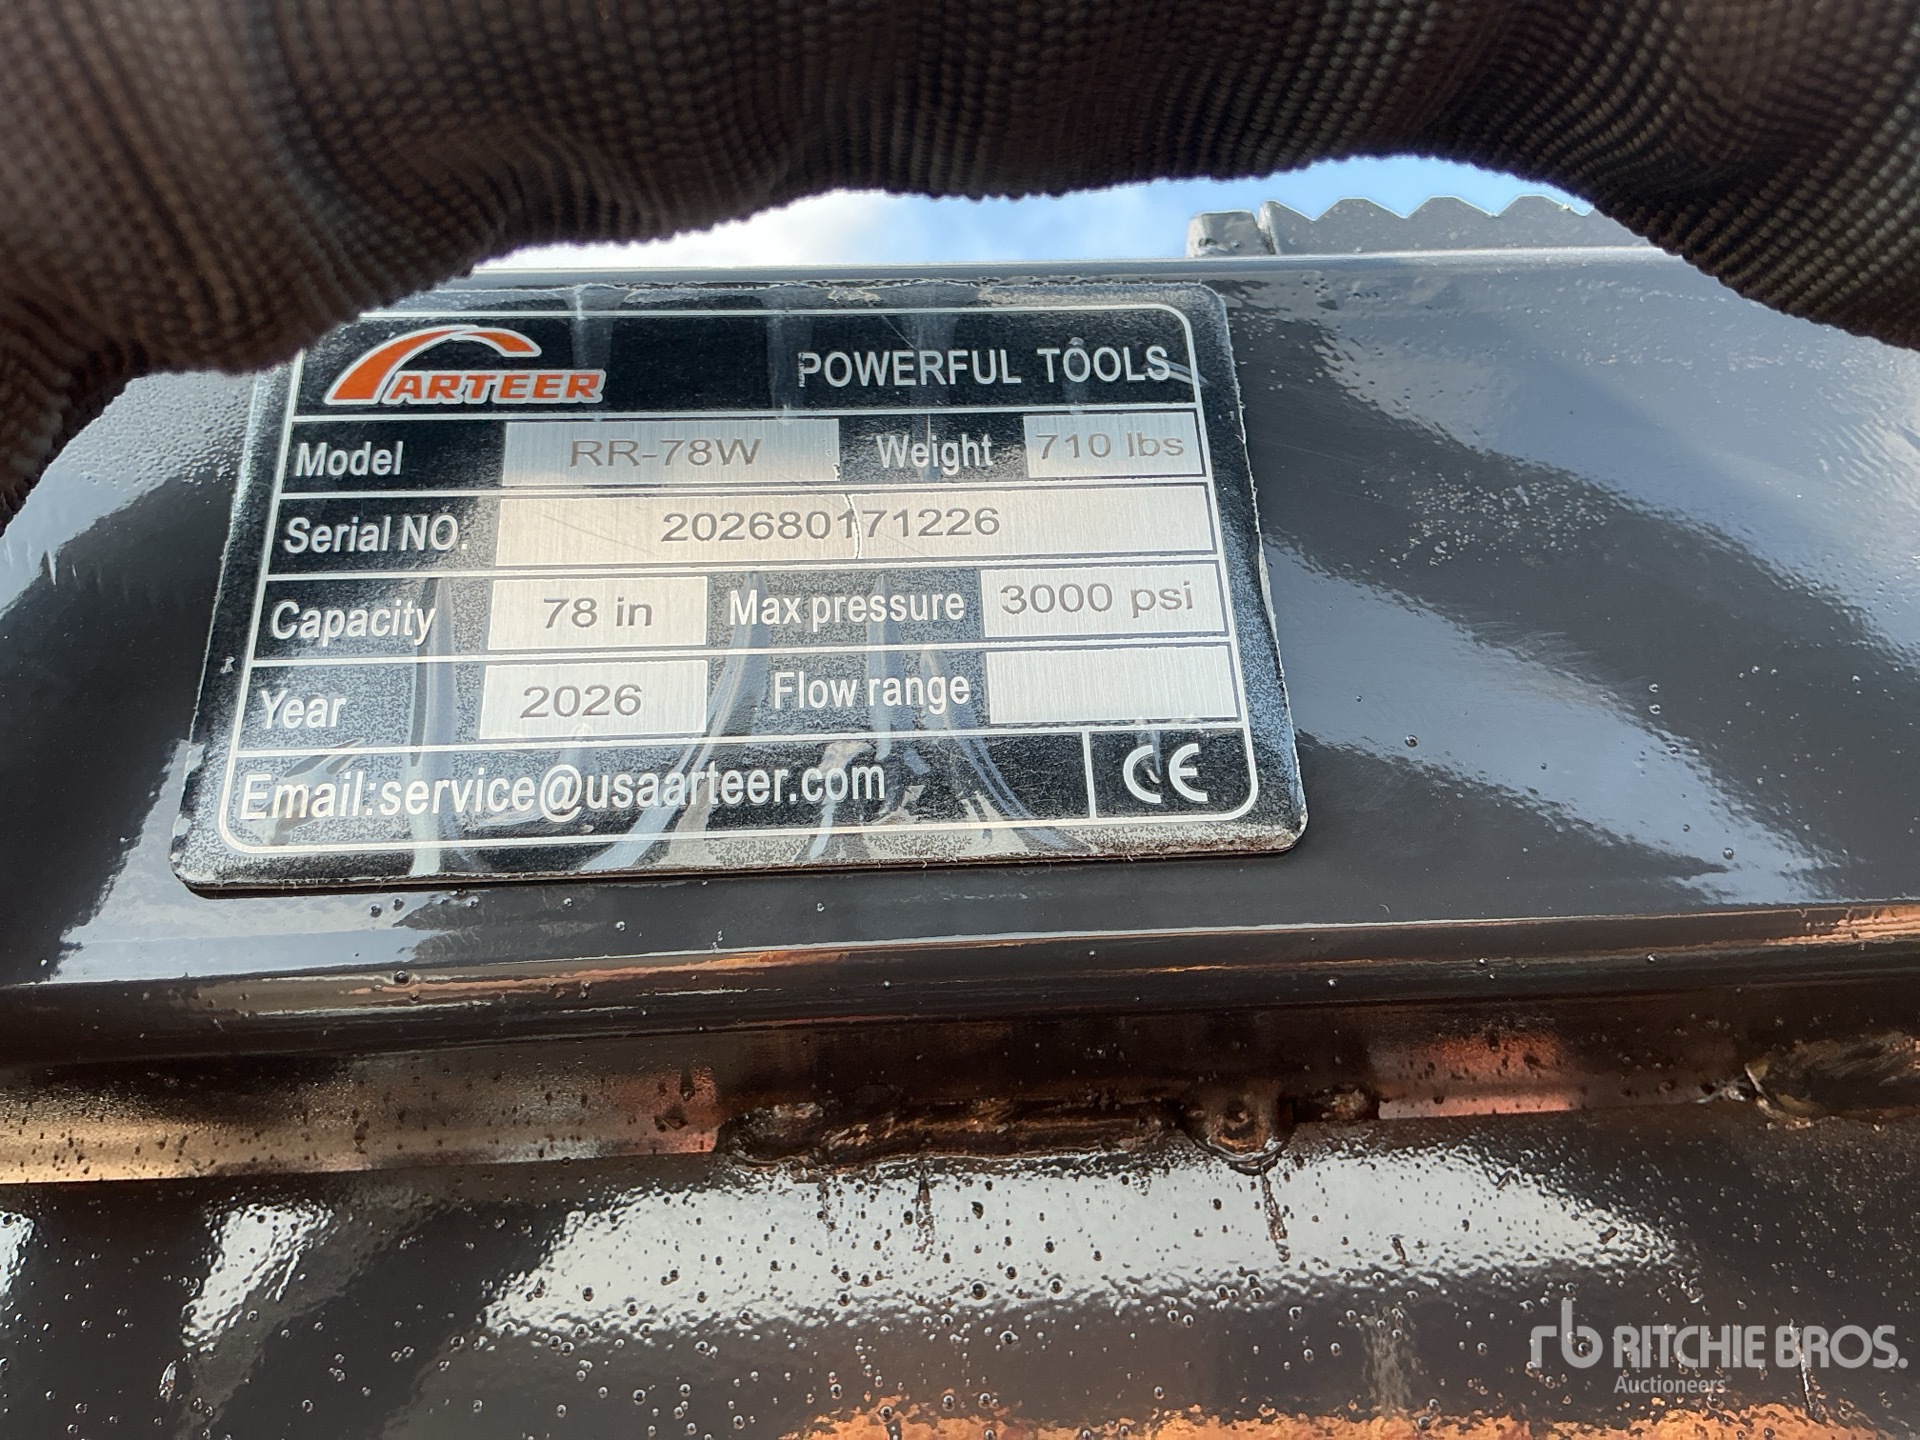 ARTEER POWERFUL TOOLS
Model RR-78W Weight 710 lbs
Serial NO. 202680171226
Capacity 78 in Max pressure 3000 psi
Year 2026 Flow range
Email:service@usaarteer.com CE
rb RITCHIE BROS.
Auctioneers